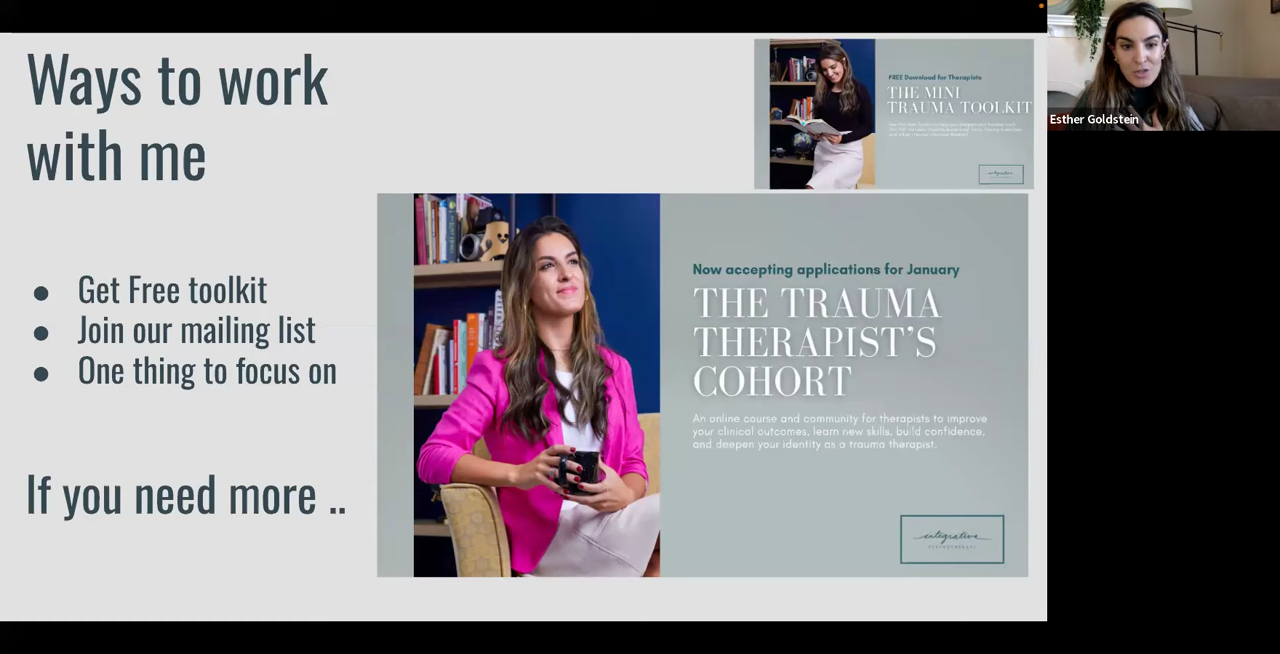 Ways to work
with me
Get Free toolkit
Join our mailing list
One thing to focus on
If you need more ..
FREE Download for Therapists
THE MINI
TRAUMA TOOLKIT
integrative
Now accepting applications for January
THE TRAUMA
THERAPIST'S
COHORT
An online course and community for therapists to improve
your clinical outcomes, learn new skills, build confidence,
and deepen your identity as a trauma therapist.
integrative
PSYCHOTHERAPY
Esther Goldstein